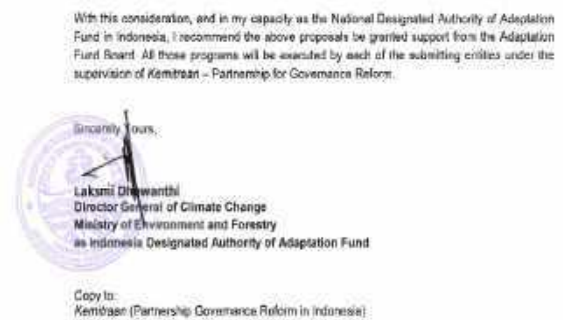 With this consideration, and in my capacity as the National Designated Authority of Adaptation
Fund in Indonesia, I recommend the above proposals be granted support from the Adaptation
Fund Board. All those programs will be executed by each of the submitting entities under the
supervision of Kemitraan – Partnership for Governance Reform.
Sincerely Yours,
Laksmi Dhewanthi
Director General of Climate Change
Ministry of Environment and Forestry
as Indonesia Designated Authority of Adaptation Fund
Copy to:
Kemitraan (Partnership Governance Reform in Indonesia)